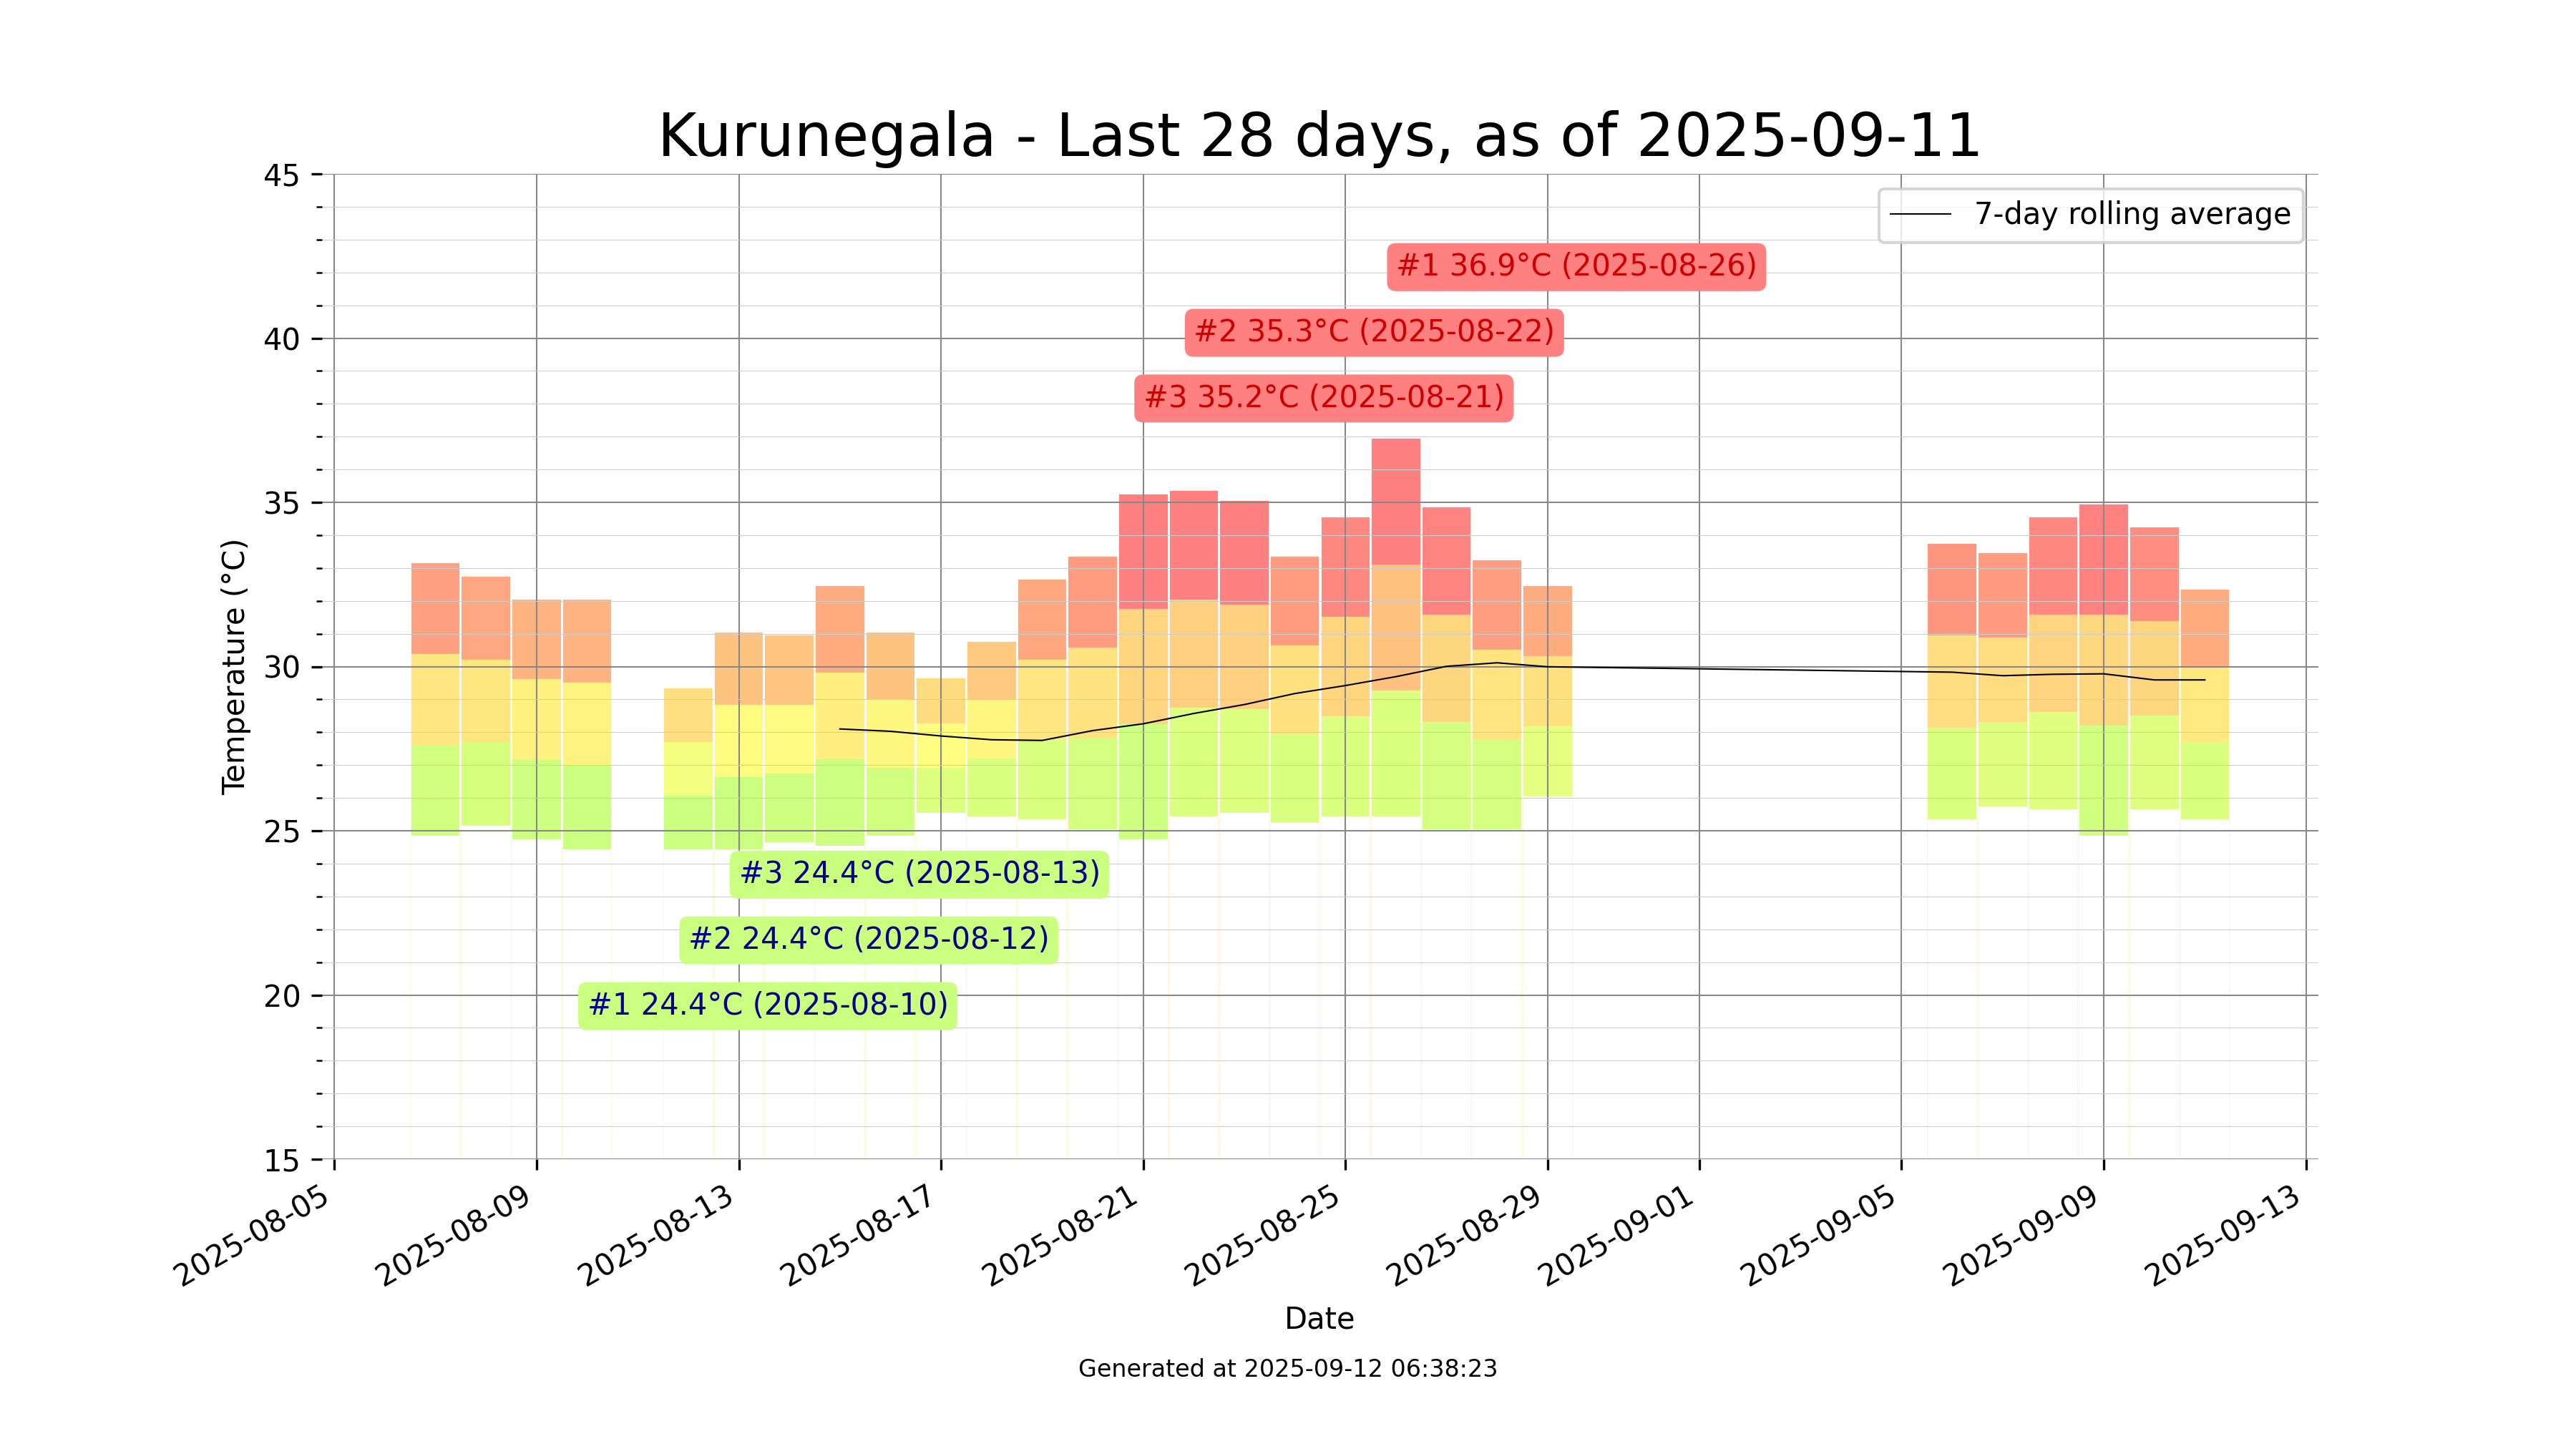 Kurunegala - Last 28 days, as of 2025-09-11
7-day rolling average
#1 36.9°C (2025-08-26)
#2 35.3°C (2025-08-22)
#3 35.2°C (2025-08-21)
#3 24.4°C (2025-08-13)
#2 24.4°C (2025-08-12)
#1 24.4°C (2025-08-10)
Temperature (°C)
45
40
35
30
25
20
15
2025-08-05
2025-08-09
2025-08-13
2025-08-17
2025-08-21
2025-08-25
2025-08-29
2025-09-01
2025-09-05
2025-09-09
2025-09-13
Date
Generated at 2025-09-12 06:38:23